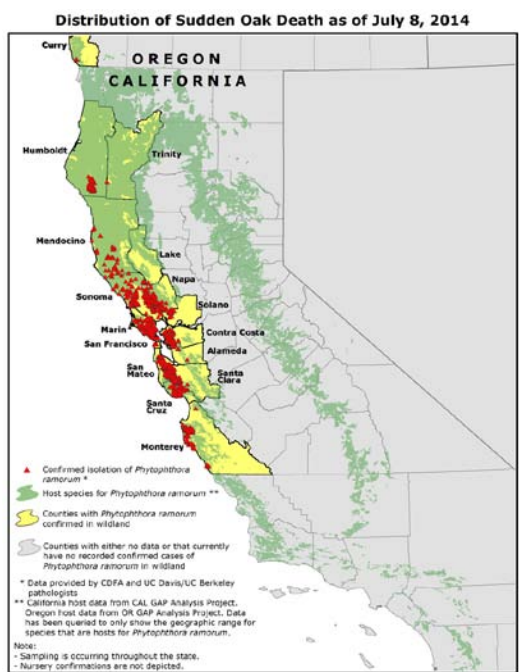 Distribution of Sudden Oak Death as of July 8, 2014
Curry
OREGON
CALIFORNIA
Humboldt
Trinity
Mendocino
Lake
Napa
Sonoma
Solano
Marin
Contra Costa
San Francisco
Alameda
San
Mateo
Santa
Clara
Santa
Cruz
Monterey
Confirmed isolation of Phytophthora
ramorum *
Host species for Phytophthora ramorum **
Counties with Phytophthora ramorum
confirmed in wildland
Counties with either no data or that currently
have no recorded confirmed cases of
Phytophthora ramorum in wildland
* Data provided by CDFA and UC Davis/UC Berkeley
pathologists
** California host data from CAL GAP Analysis Project.
Oregon host data from OR GAP Analysis Project. Data
has been queried to only show the geographic range for
species that are hosts for Phytophthora ramorum.
Note:
- Sampling is occurring throughout the state.
- Nursery confirmations are not depicted.